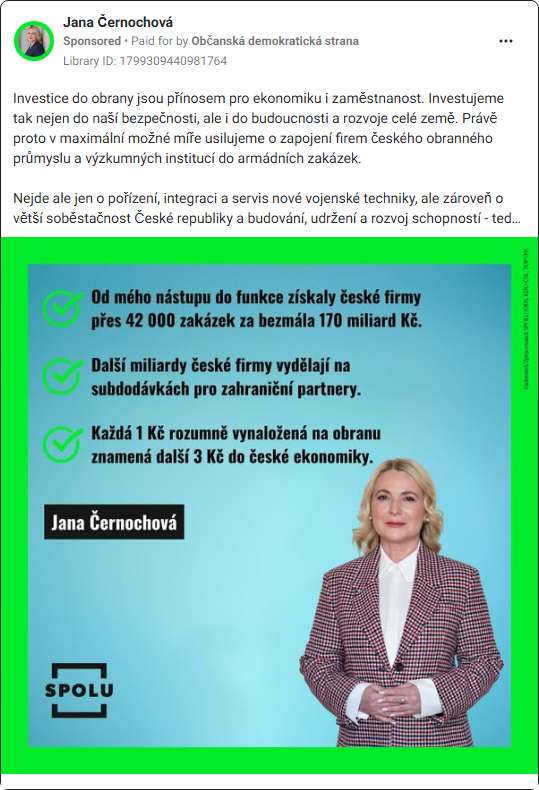 Jana Černochová
Sponsored • Paid for by Občanská demokratická strana
Library ID: 1799309440981764
Investice do obrany jsou přínosem pro ekonomiku i zaměstnanost. Investujeme
tak nejen do naší bezpečnosti, ale i do budoucnosti a rozvoje celé země. Právě
proto v maximální možné míře usilujeme o zapojení firem českého obranného
průmyslu a výzkumných institucí do armádních zakázek.
Nejde ale jen o pořízení, integraci a servis nové vojenské techniky, ale zároveň o
větší soběstačnost České republiky a budování, udržení a rozvoj schopností - ted...
Od mého nástupu do funkce získaly české firmy
přes 42 000 zakázek za bezmála 170 miliard Kč.
Další miliardy české firmy vydělají na
subdodávkách pro zahraniční partnery.
Každá 1 Kč rozumně vynaložená na obranu
znamená další 3 Kč do české ekonomiky.
Jana Černochová
SPOLU